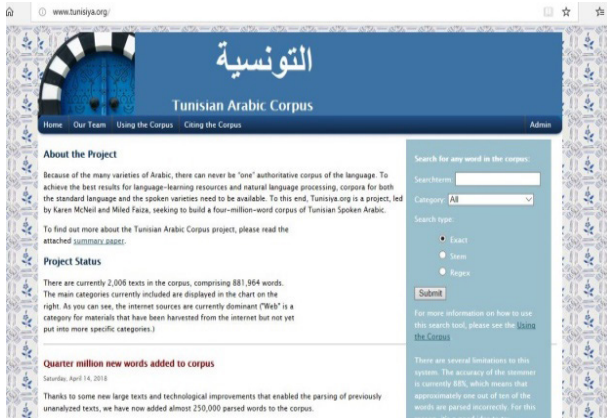 www.tunisiya.org/
التونسية
Tunisian Arabic Corpus
Home Our Team Using the Corpus Citing the Corpus Admin
About the Project
Because of the many varieties of Arabic, there can never be "one" authoritative corpus of the language. To
achieve the best results for language-learning resources and natural language processing, corpora for both
the standard language and the spoken varieties need to be available. To this end, Tunisiya.org is a project, led
by Karen McNeil and Miled Faiza, seeking to build a four-million-word corpus of Tunisian Spoken Arabic.
To find out more about the Tunisian Arabic Corpus project, please read the
attached summary paper.
Project Status
There are currently 2,006 texts in the corpus, comprising 881,964 words.
The main categories currently included are displayed in the chart on the
right. As you can see, the internet sources are currently dominant ("Web" is a
category for materials that have been harvested from the internet but not yet
put into more specific categories.)
Quarter million new words added to corpus
Saturday, April 14, 2018
Thanks to some new large texts and technological improvements that enabled the parsing of previously
unanalyzed texts, we have now added almost 250,000 parsed words to the corpus.
Search for any word in the corpus:
Searchterm:
Category: All
Search type:
Exact
Stem
Regex
Submit
For more information on how to use
this search tool, please see the Using
the Corpus
There are several limitations to this
system. The accuracy of the stemmer
is currently 88%, which means that
approximately one out of ten of the
words are parsed incorrectly. For this